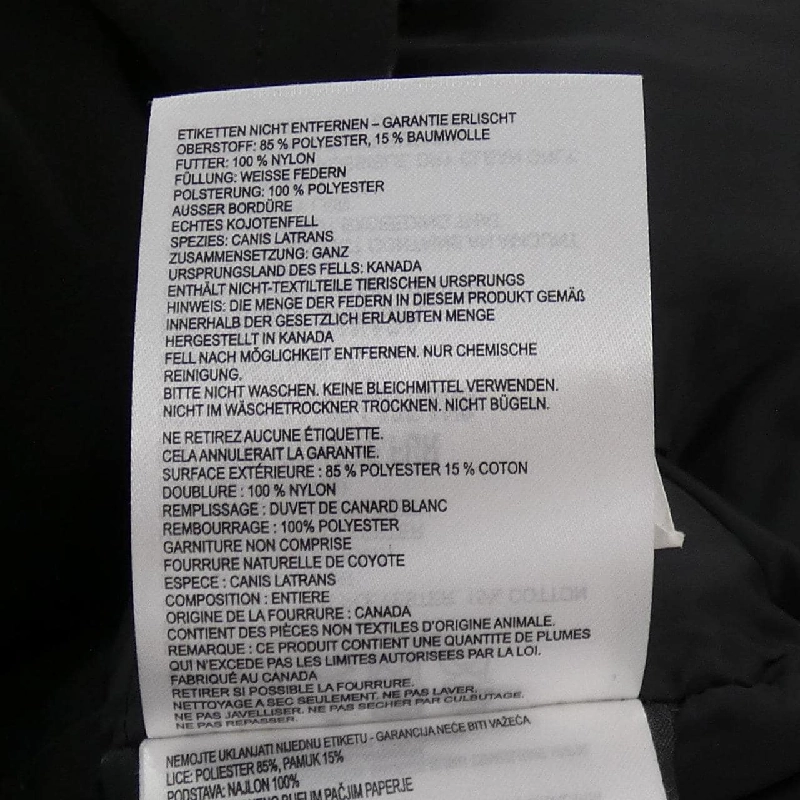 ETIKETTEN NICHT ENTFERNEN – GARANTIE ERLISCHT
OBERSTOFF: 85 % POLYESTER, 15 % BAUMWOLLE
FUTTER: 100 % NYLON
FÜLLUNG: WEISSE FEDERN
POLSTERUNG: 100 % POLYESTER
AUSSER BORDÜRE
ECHTES KOJOTENFELL
SPEZIES: CANIS LATRANS
ZUSAMMENSETZUNG: GANZ
URSPRUNGSLAND DES FELLS: KANADA
ENTHÄLT NICHT-TEXTILTEILE TIERISCHEN URSPRUNGS
HINWEIS: DIE MENGE DER FEDERN IN DIESEM PRODUKT GEMÄß
INNERHALB DER GESETZLICH ERLAUBTEN MENGE
HERGESTELLT IN KANADA
FELL NACH MÖGLICHKEIT ENTFERNEN. NUR CHEMISCHE
REINIGUNG.
BITTE NICHT WASCHEN. KEINE BLEICHMITTEL VERWENDEN.
NICHT IM WÄSCHETROCKNER TROCKNEN. NICHT BÜGELN.
NE RETIREZ AUCUNE ÉTIQUETTE.
CELA ANNULERAIT LA GARANTIE.
SURFACE EXTÉRIEURE : 85 % POLYESTER 15 % COTON
DOUBLURE : 100 % NYLON
REMPLISSAGE : DUVET DE CANARD BLANC
REMBOURRAGE : 100% POLYESTER
GARNITURE NON COMPRISE
FOURRURE NATURELLE DE COYOTE
ESPECE : CANIS LATRANS
COMPOSITION : ENTIERE
ORIGINE DE LA FOURRURE : CANADA
CONTIENT DES PIÈCES NON TEXTILES D'ORIGINE ANIMALE.
REMARQUE : CE PRODUIT CONTIENT UNE QUANTITE DE PLUMES
QUI N'EXCEDE PAS LES LIMITES AUTORISEES PAR LA LOI.
FABRIQUÉ AU CANADA
RETIRER SI POSSIBLE LA FOURRURE.
NETTOYAGE A SEC SEULEMENT. NE PAS LAVER.
NE PAS JAVELLISER. NE PAS SECHER PAR CULBUTAGE.
NE PAS REPASSER.
NEMOJTE UKLANJATI NIJEDNU ETIKETU - GARANCIJA NEĆE BITI VAŽEĆA
LICE: POLIESTER 85%, PAMUK 15%
PODSTAVA: NAJLON 100%
BIJELIM PAČJIM PAPERJE